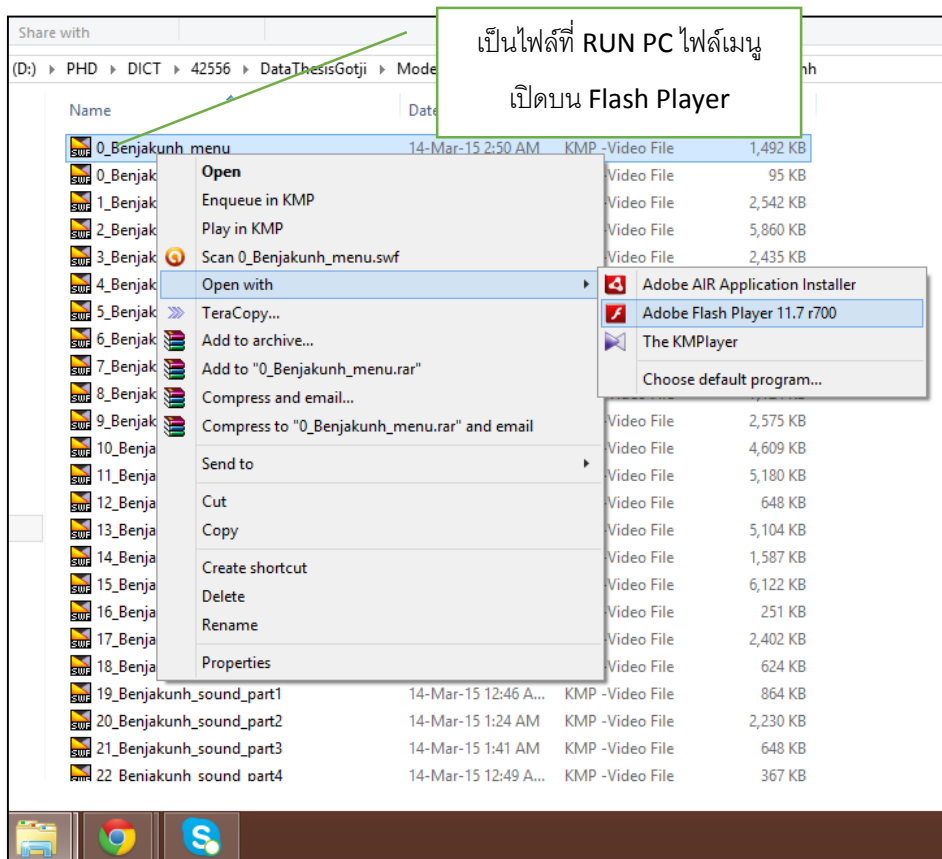 Share with
เป็นไฟล์ที่ RUN PC ไฟล์เมนู
เปิดบน Flash Player
(D:) PHD DICT 42556 DataThesisGotji Mode nh
Name Date
0_Benjakunh_menu 14-Mar-15 2:50 AM KMP -Video File 1,492 KB
0_Benjak Video File 95 KB
1_Benjak Video File 2,542 KB
2_Benjak Video File 5,860 KB
3_Benjak Video File 2,435 KB
4_Benjak
5_Benjak
6_Benjak
7_Benjak
8_Benjak
9_Benjak Video File 2,575 KB
10_Benja Video File 4,609 KB
11_Benja Video File 5,180 KB
12_Benja Video File 648 KB
13_Benja Video File 5,104 KB
14_Benja Video File 1,587 KB
15_Benja Video File 6,122 KB
16_Benja Video File 251 KB
17_Benja Video File 2,402 KB
18_Benja Video File 624 KB
19_Benjakunh_sound_part1 14-Mar-15 12:46 A... KMP -Video File 864 KB
20_Benjakunh_sound_part2 14-Mar-15 1:24 AM KMP -Video File 2,230 KB
21_Benjakunh_sound_part3 14-Mar-15 1:41 AM KMP -Video File 648 KB
22_Benjakunh_sound_part4 14-Mar-15 12:49 A... KMP -Video File 367 KB
Open
Enqueue in KMP
Play in KMP
Scan 0_Benjakunh_menu.swf
Open with
TeraCopy...
Add to archive...
Add to "0_Benjakunh_menu.rar"
Compress and email...
Compress to "0_Benjakunh_menu.rar" and email
Send to
Cut
Copy
Create shortcut
Delete
Rename
Properties
Adobe AIR Application Installer
Adobe Flash Player 11.7 r700
The KMPlayer
Choose default program...